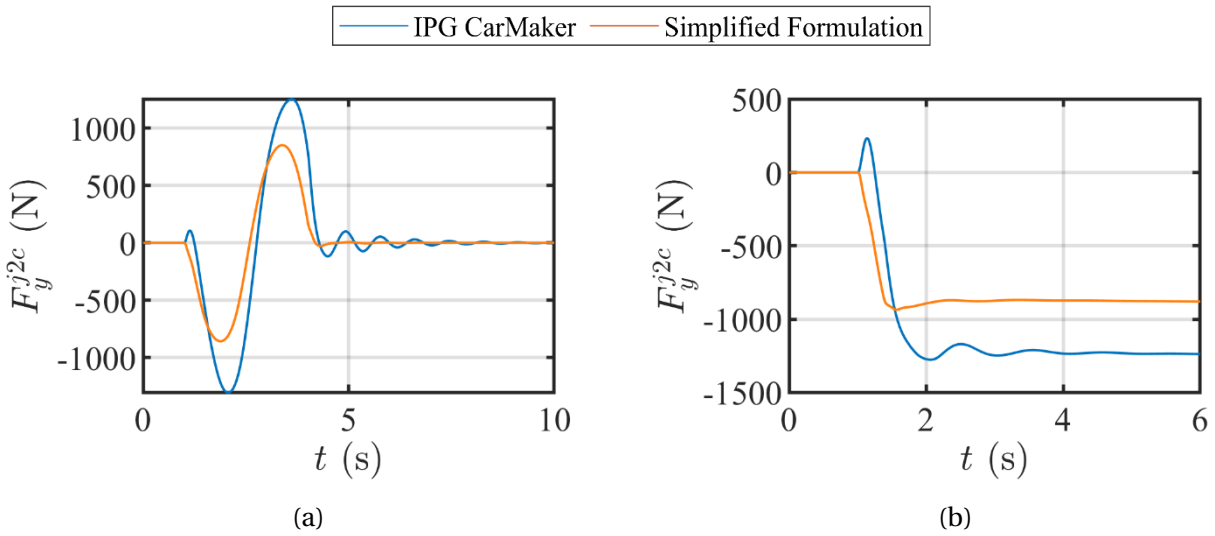 IPG CarMaker Simplified Formulation
1000
500
0
-500
-1000
F_y^{j2c} (N)
0 5 10
t (s)
(a)
500
0
-500
-1000
-1500
F_y^{j2c} (N)
0 2 4 6
t (s)
(b)